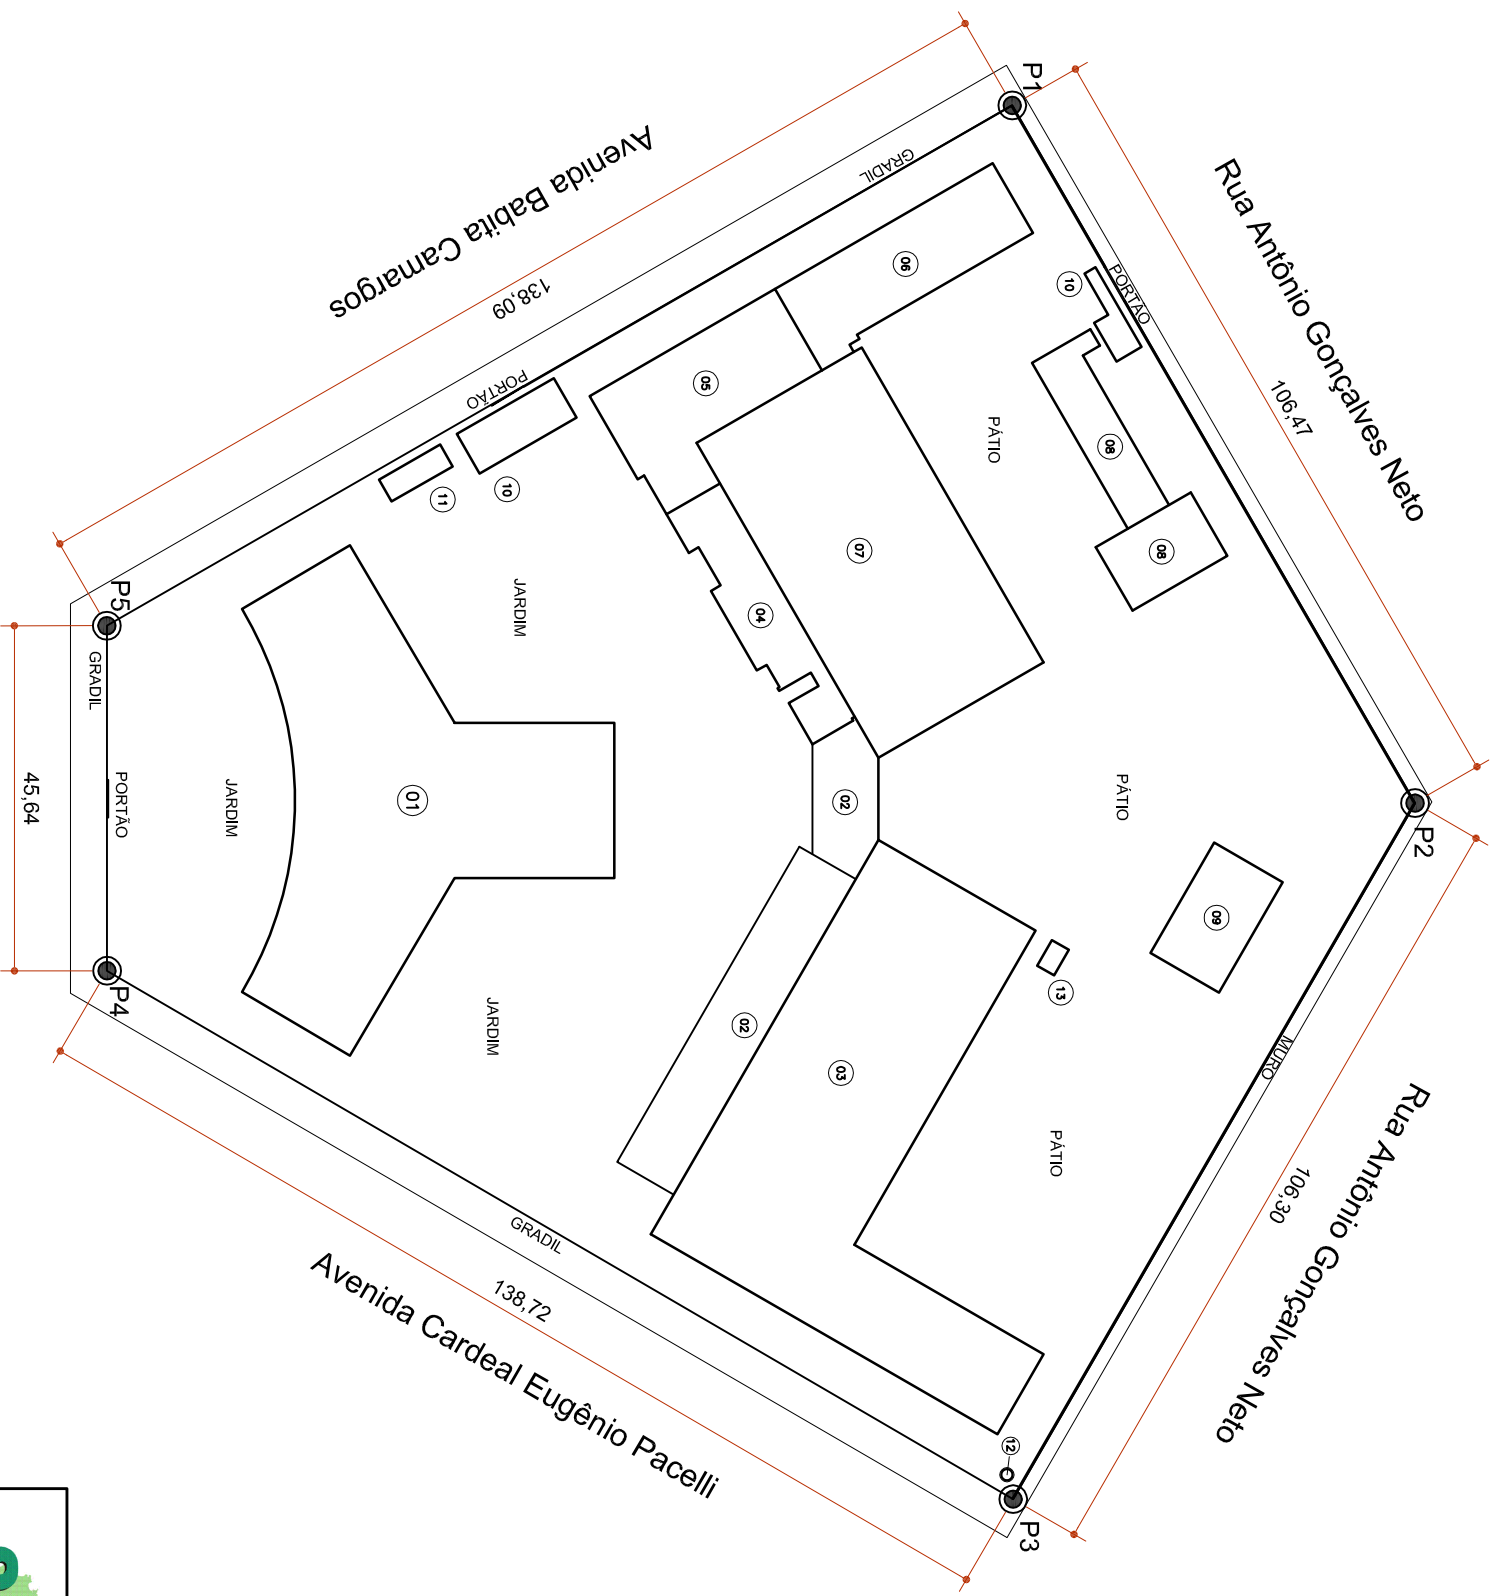 P1
Rua Antônio Gonçalves Neto
106,47
Avenida Babita Camargos
138,09
GRADIL
PORTAO
10
06
PÁTIO
08
08
05
PORTÃO
10
11
07
JARDIM
04
P5
GRADIL
45,64
PORTÃO
JARDIM
01
02
PÁTIO
P2
09
13
MURO
Rua Antônio Gonçalves Neto
106,30
P4
JARDIM
02
03
PÁTIO
GRADIL
138,72
Avenida Cardeal Eugênio Pacelli
12
P3